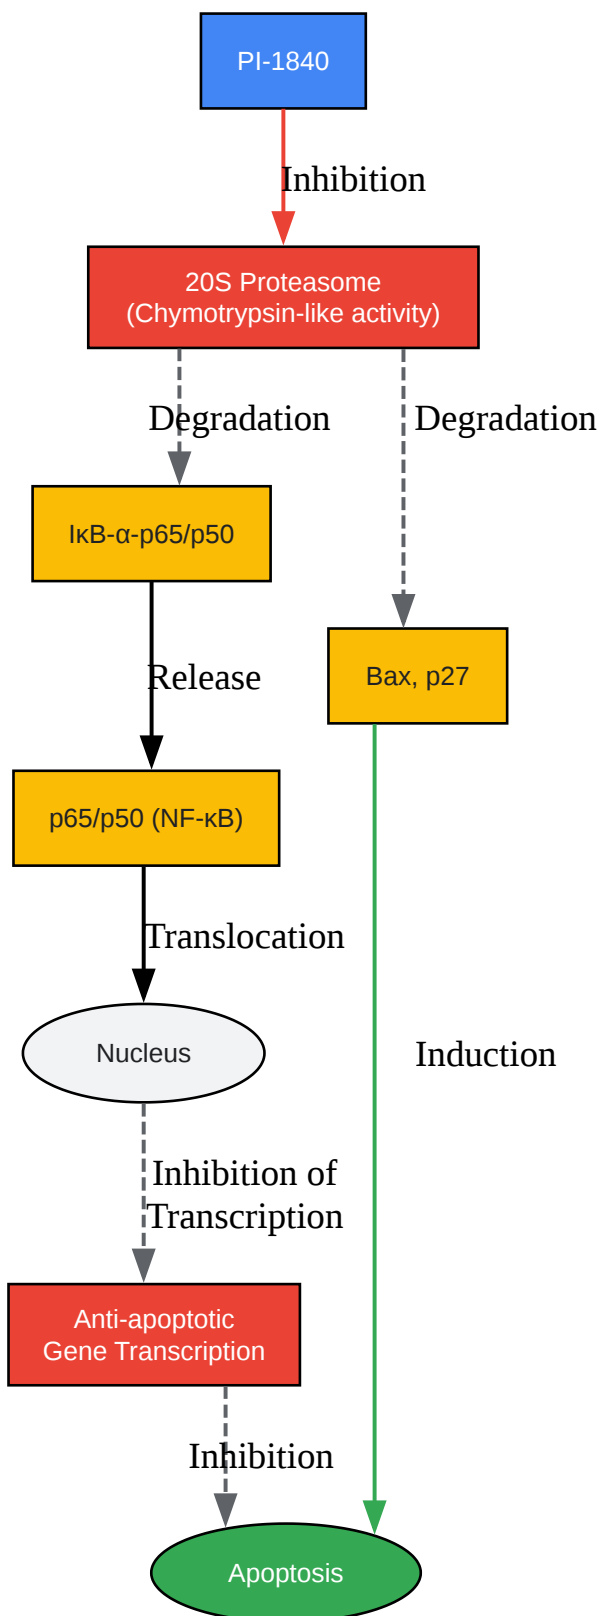 PI-1840
Inhibition
20S Proteasome
(Chymotrypsin-like activity)
Degradation
Degradation
IκB-α-p65/p50
Release
Bax, p27
p65/p50 (NF-κB)
Translocation
Nucleus
Induction
Inhibition of
Transcription
Anti-apoptotic
Gene Transcription
Inhibition
Apoptosis